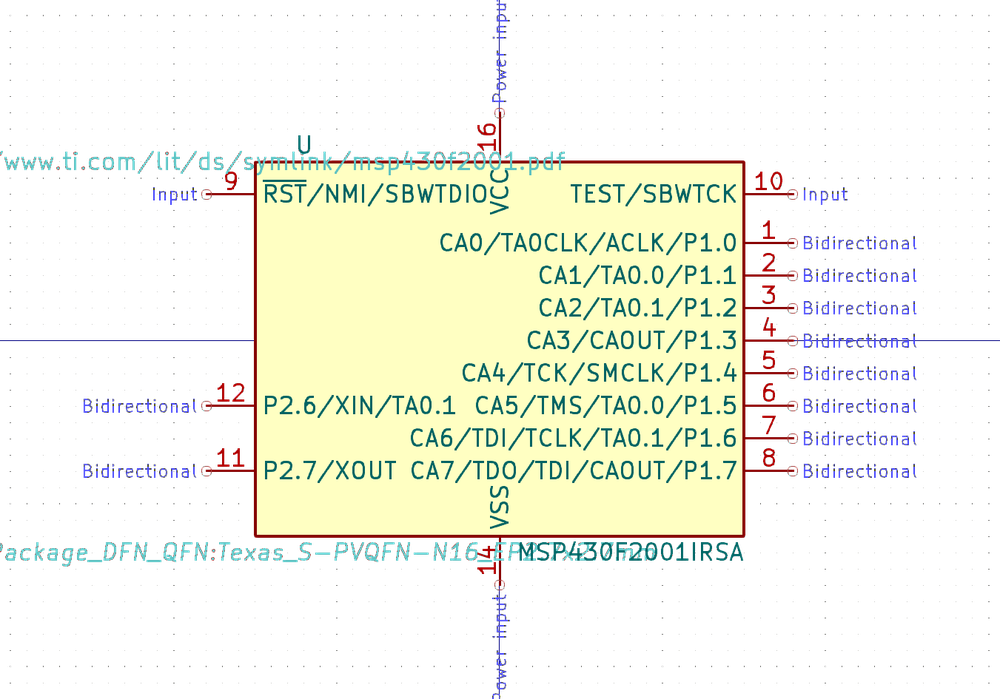 Power input
16
U
/www.ti.com/lit/ds/symlink/msp430f2001.pdf
VCC
Input 9 RST/NMI/SBWTDIO TEST/SBWTCK 10 Input
CA0/TA0CLK/ACLK/P1.0 1 Bidirectional
CA1/TA0.0/P1.1 2 Bidirectional
CA2/TA0.1/P1.2 3 Bidirectional
CA3/CAOUT/P1.3 4 Bidirectional
CA4/TCK/SMCLK/P1.4 5 Bidirectional
Bidirectional 12 P2.6/XIN/TA0.1 CA5/TMS/TA0.0/P1.5 6 Bidirectional
CA6/TDI/TCLK/TA0.1/P1.6 7 Bidirectional
Bidirectional 11 P2.7/XOUT CA7/TDO/TDI/CAOUT/P1.7 8 Bidirectional
VSS
Package_DFN_QFN:Texas_S-PVQFN-N16_EP2.7x2.7mm
MSP430F2001IRSA
14
Power input